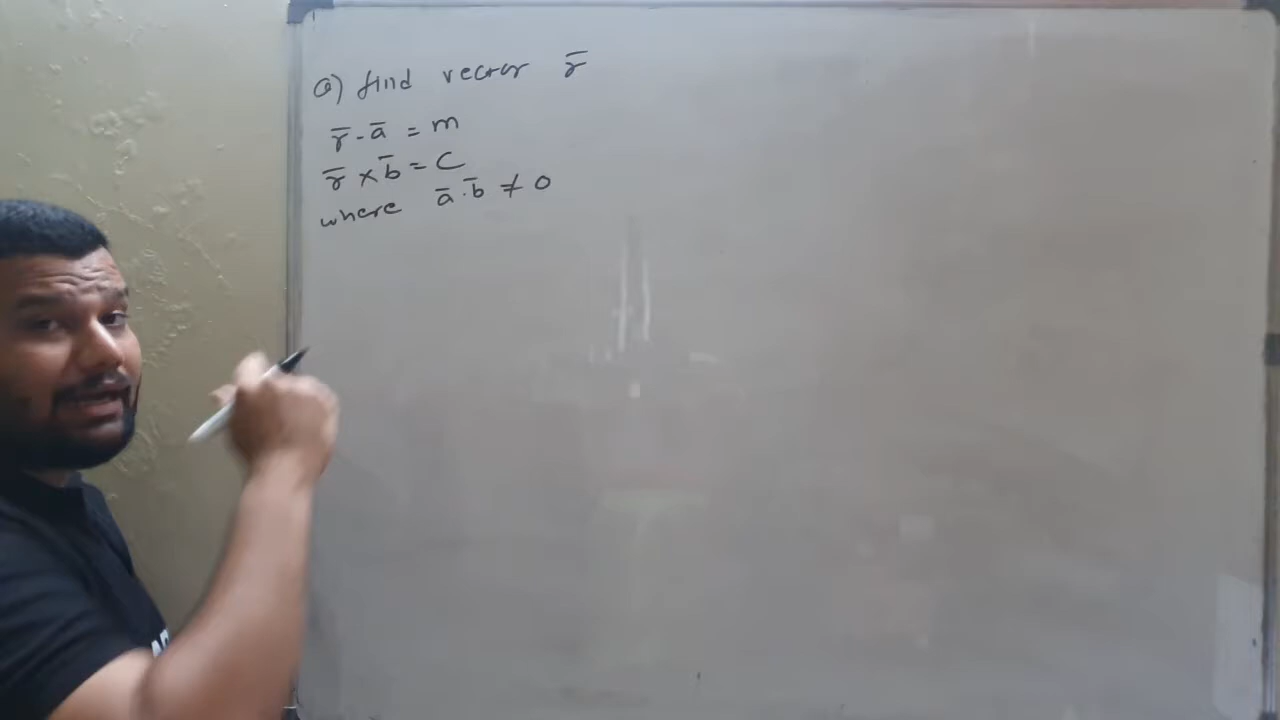 Q) find vector r̅
r̅ . a̅ = m
r̅ × b̅ = C
where a̅ . b̅ ≠ 0